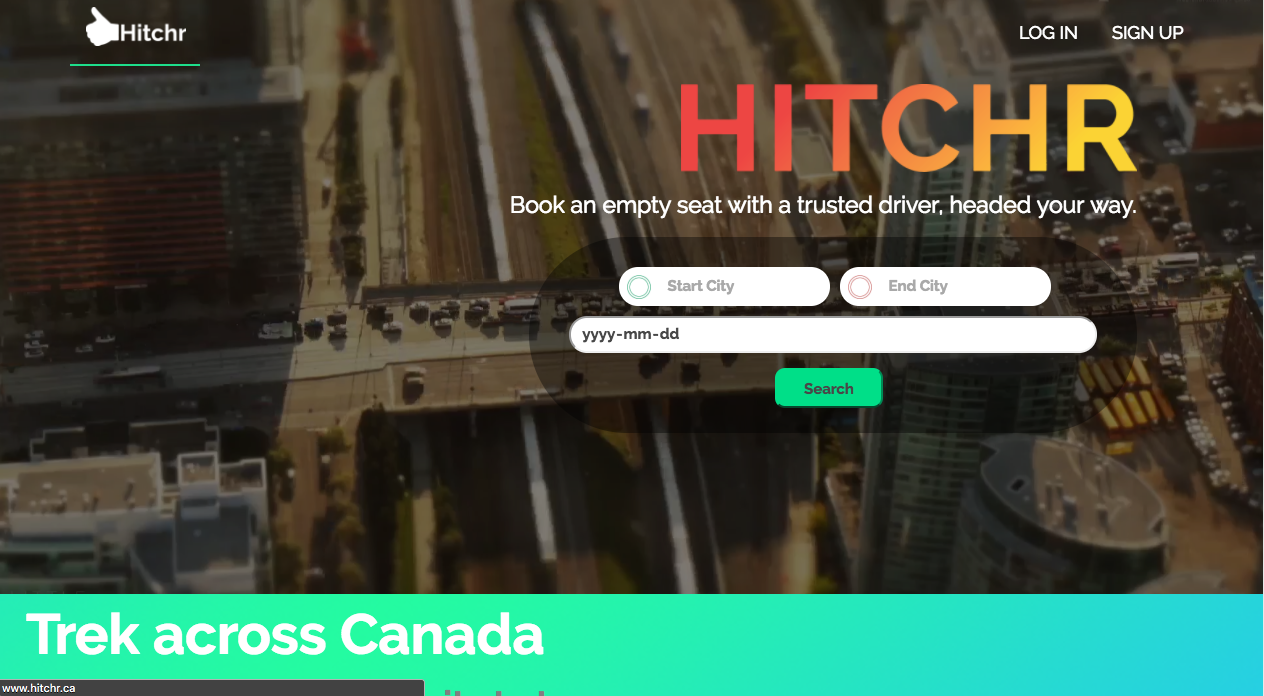 Hitchr
LOG IN SIGN UP
HITCHR
Book an empty seat with a trusted driver, headed your way.
Start City End City
yyyy-mm-dd
Search
Trek across Canada
www.hitchr.ca